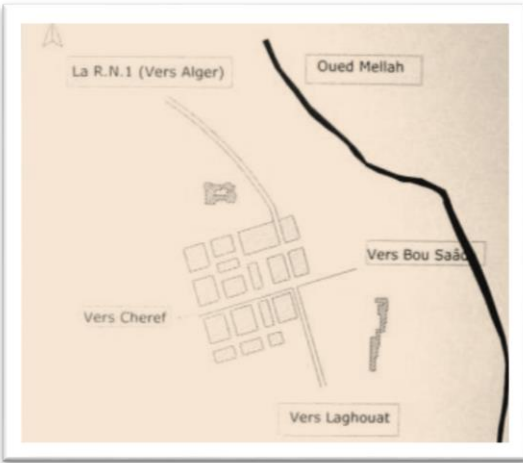 La R.N.1 (Vers Alger)
Oued Mellah
Vers Bou Saâda
Vers Cheref
Vers Laghouat